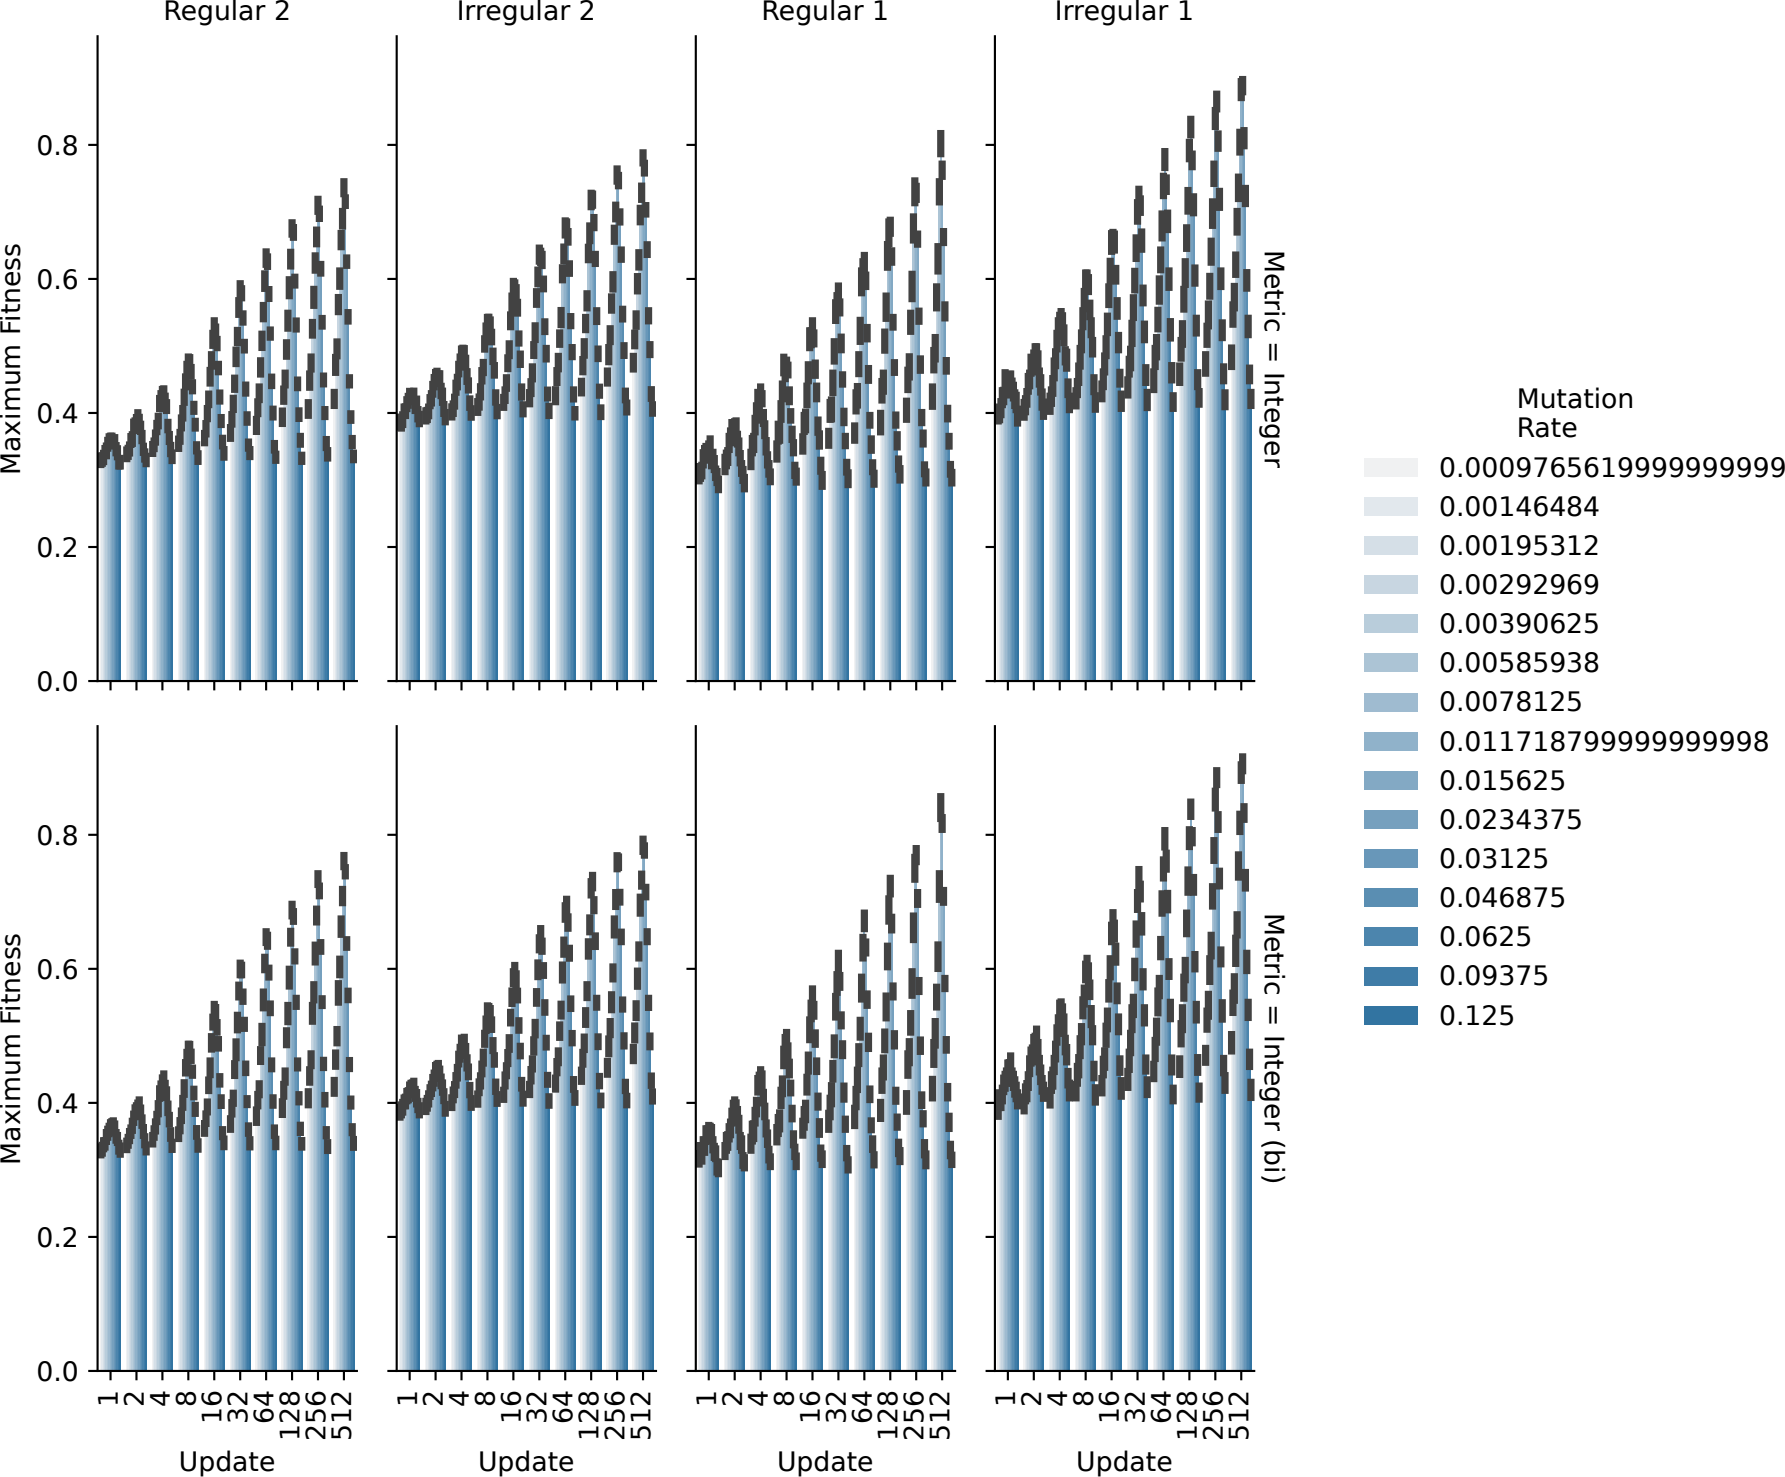 Regular 2
Irregular 2
Regular 1
Irregular 1
Maximum Fitness
0.8
0.6
0.4
0.2
0.0
Metric = Integer
Maximum Fitness
0.8
0.6
0.4
0.2
0.0
Metric = Integer (bi)
1 2 4 8 16 32 64 128 256 512
1 2 4 8 16 32 64 128 256 512
1 2 4 8 16 32 64 128 256 512
1 2 4 8 16 32 64 128 256 512
Update
Update
Update
Update
Mutation
Rate
0.0009765619999999999
0.00146484
0.00195312
0.00292969
0.00390625
0.00585938
0.0078125
0.011718799999999998
0.015625
0.0234375
0.03125
0.046875
0.0625
0.09375
0.125